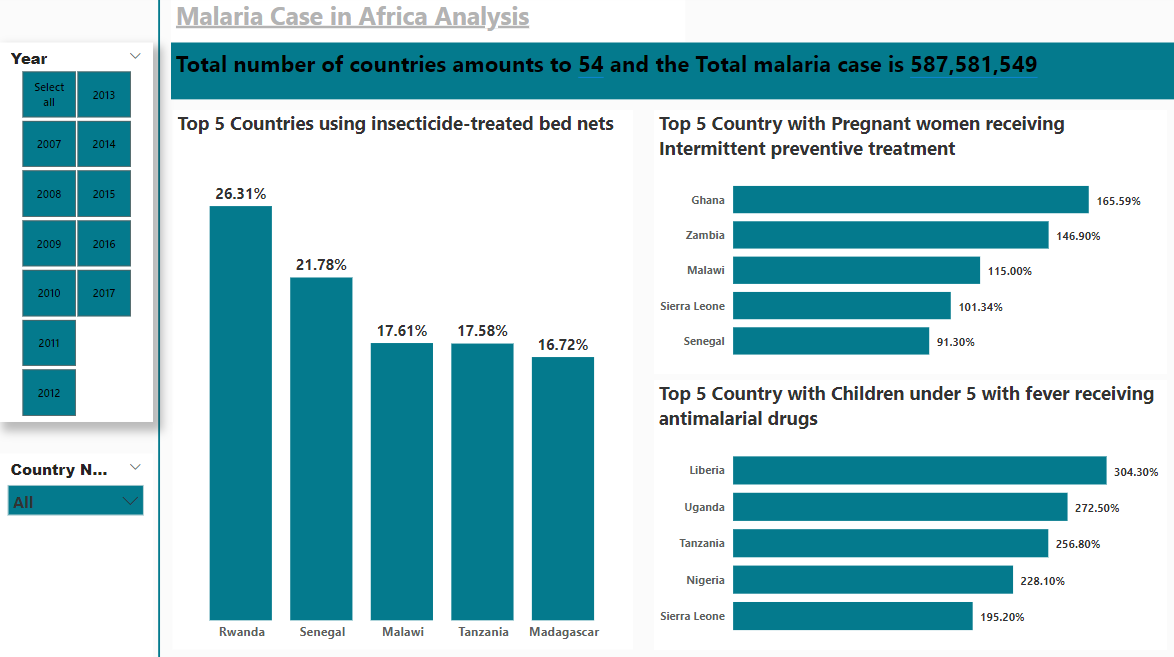 Malaria Case in Africa Analysis
Total number of countries amounts to 54 and the Total malaria case is 587,581,549
Year
Select
all
2013
2007
2014
2008
2015
2009
2016
2010
2017
2011
2012
Country N...
All
Top 5 Countries using insecticide-treated bed nets
26.31%
21.78%
17.61%
17.58%
16.72%
Rwanda
Senegal
Malawi
Tanzania
Madagascar
Top 5 Country with Pregnant women receiving
Intermittent preventive treatment
Ghana
165.59%
Zambia
146.90%
Malawi
115.00%
Sierra Leone
101.34%
Senegal
91.30%
Top 5 Country with Children under 5 with fever receiving
antimalarial drugs
Liberia
304.30%
Uganda
272.50%
Tanzania
256.80%
Nigeria
228.10%
Sierra Leone
195.20%